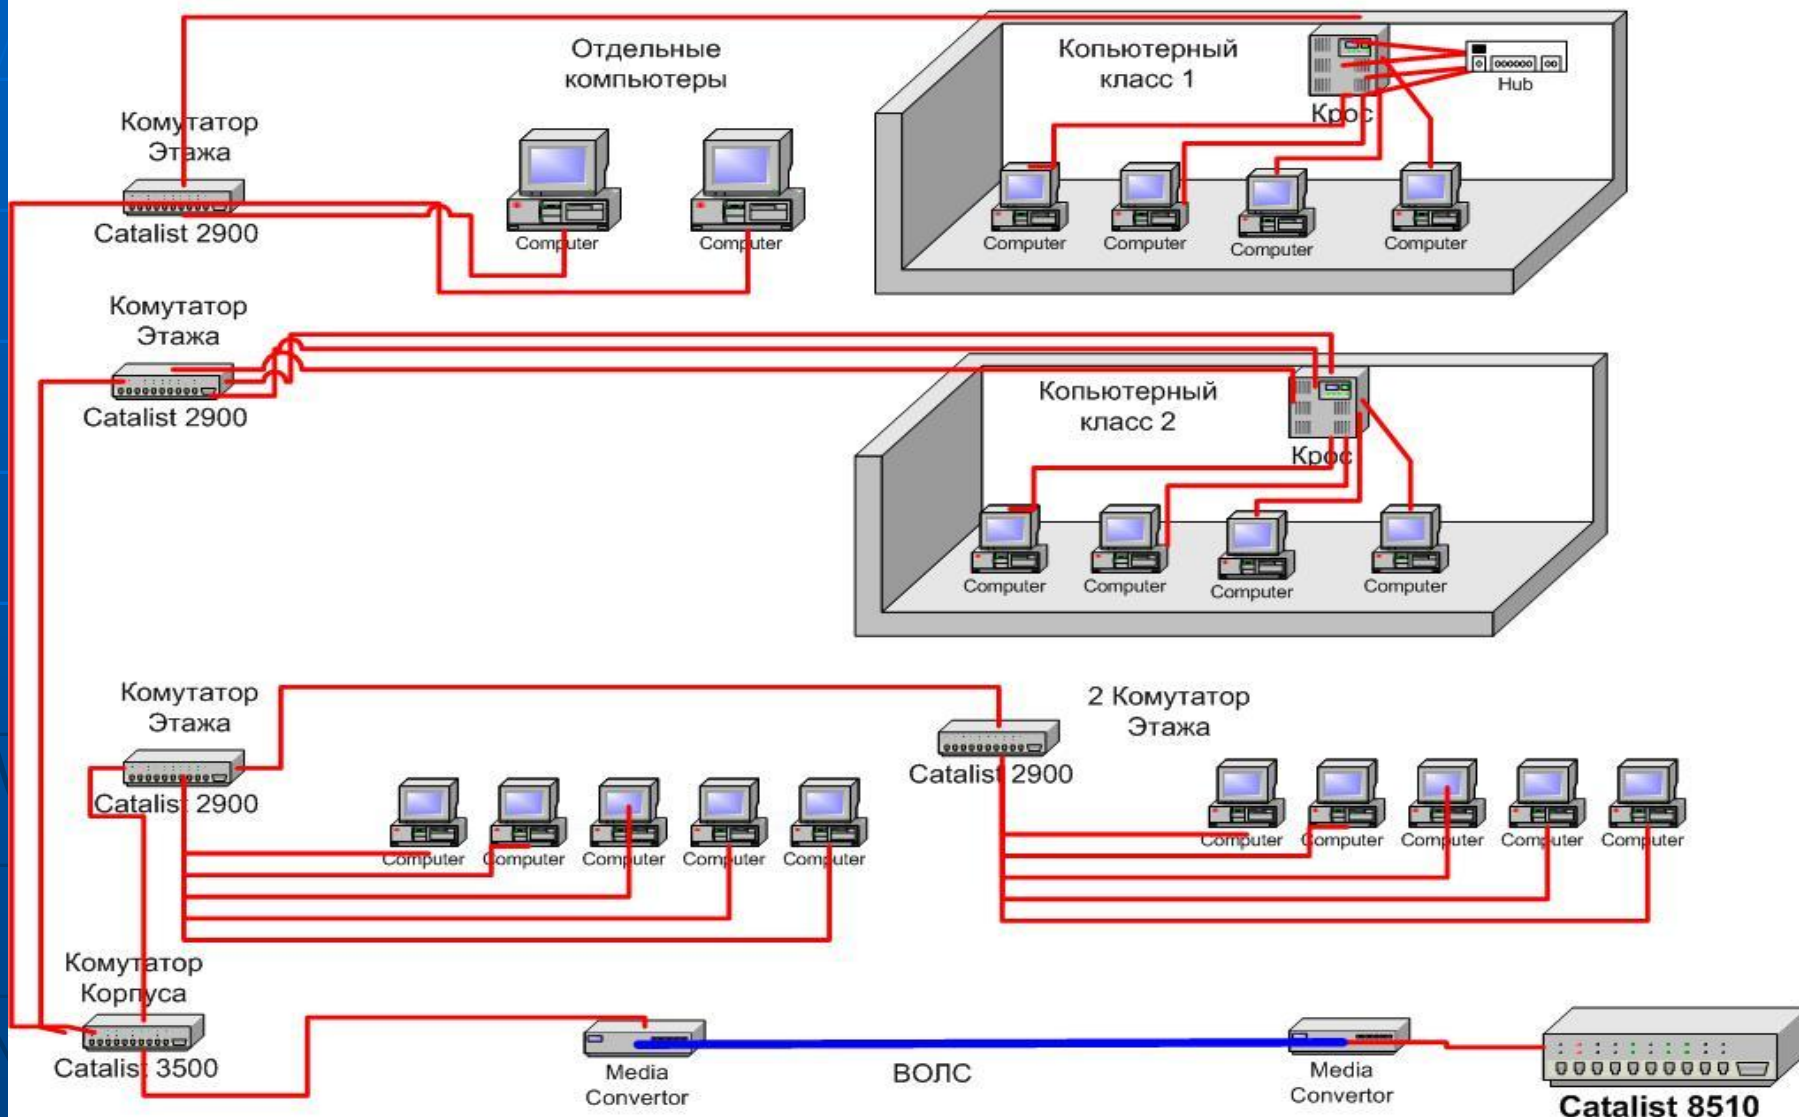 Отдельные
компьютеры
Копьютерный
класс 1
Hub
Крос
Комутатор
Этажа
Catalist 2900
Computer
Computer
Computer
Computer
Computer
Computer
Комутатор
Этажа
Catalist 2900
Копьютерный
класс 2
Крос
Computer
Computer
Computer
Computer
Комутатор
Этажа
Catalist 2900
2 Комутатор
Этажа
Catalist 2900
Computer
Computer
Computer
Computer
Computer
Computer
Computer
Computer
Computer
Computer
Комутатор
Корпуса
Catalist 3500
Media
Convertor
ВОЛС
Media
Convertor
Catalist 8510